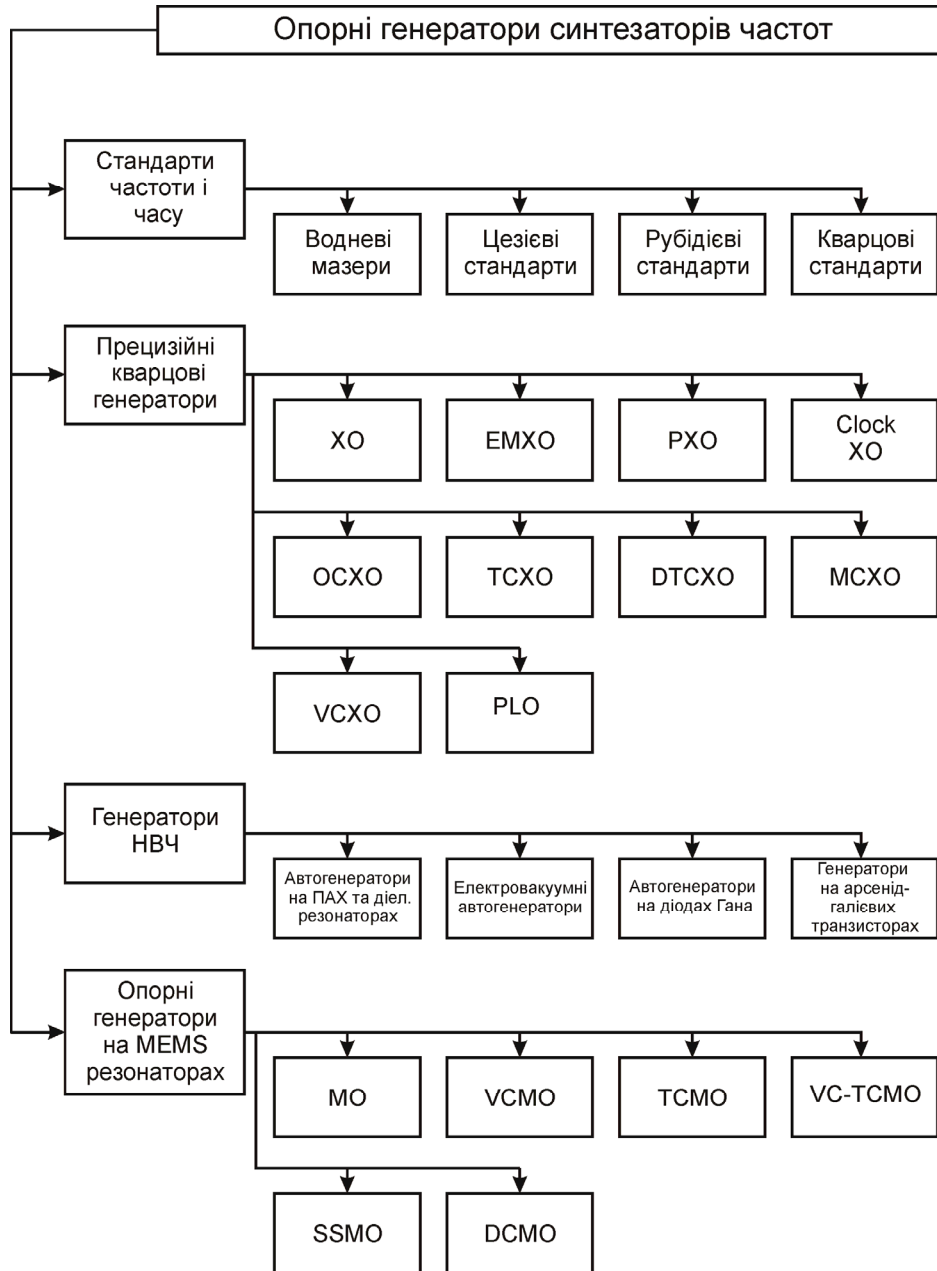 Опорні генератори синтезаторів частот
Стандарти
частоти і
часу
Водневі
мазери
Цезієві
стандарти
Рубідієві
стандарти
Кварцові
стандарти
Прецизійні
кварцові
генератори
XO
EMXO
PXO
Clock
XO
OCXO
TCXO
DTCXO
MCXO
VCXO
PLO
Генератори
НВЧ
Автогенератори
на ПАХ та діел.
резонаторах
Електровакуумні
автогенератори
Автогенератори
на діодах Гана
Генератори
на арсенід-
галієвих
транзисторах
Опорні
генератори
на MEMS
резонаторах
MO
VCMO
TCMO
VC-TCMO
SSMO
DCMO